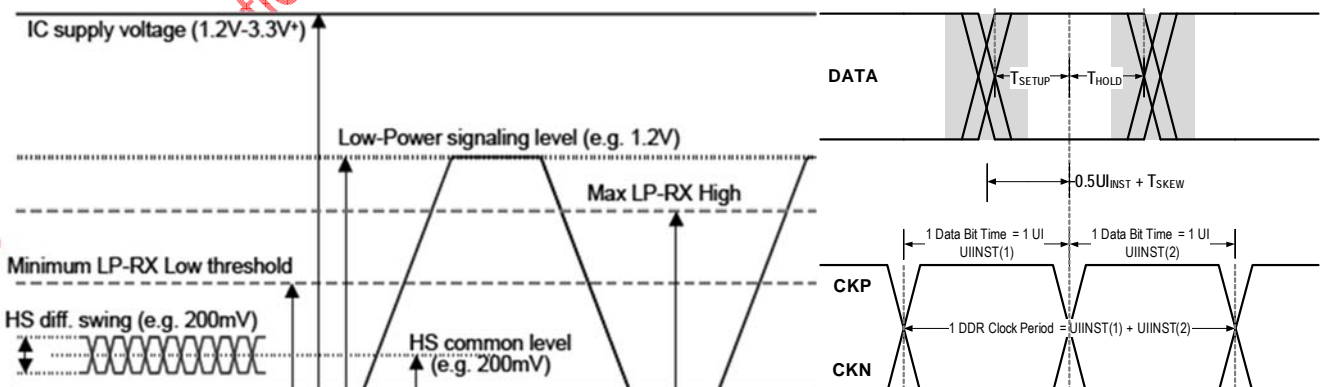 IC supply voltage (1.2V-3.3V+)
Low-Power signaling level (e.g. 1.2V)
Max LP-RX High
Minimum LP-RX Low threshold
HS diff. swing (e.g. 200mV)
HS common level
(e.g. 200mV)
DATA
TSETUP
THOLD
0.5UIINST + TSKEW
1 Data Bit Time = 1 UI
UIINST(1)
1 Data Bit Time = 1 UI
UIINST(2)
CKP
1 DDR Clock Period = UIINST(1) + UIINST(2)
CKN